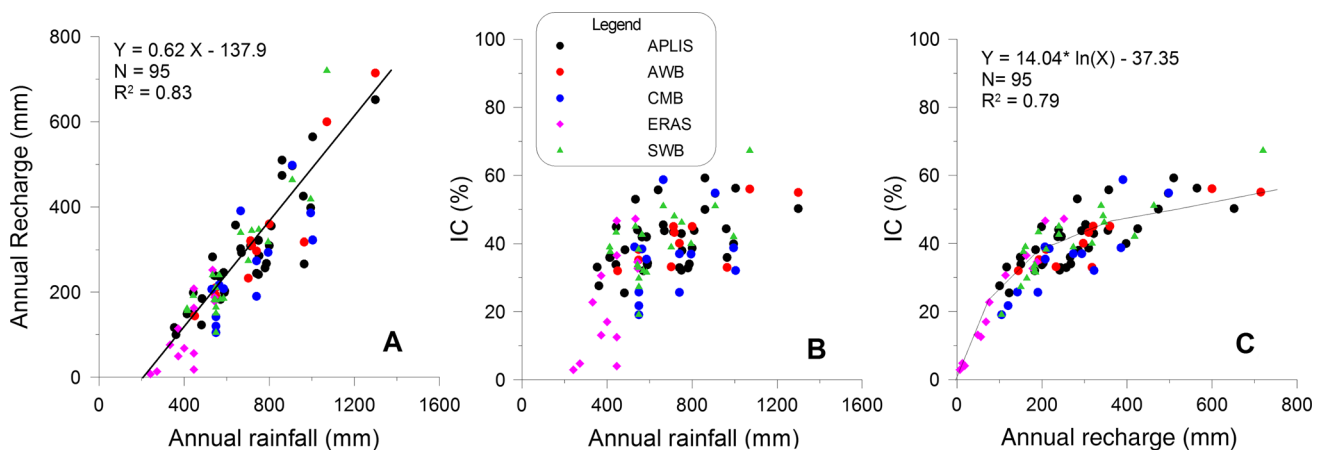 Y = 0.62 X - 137.9
N = 95
R² = 0.83
Annual Recharge (mm)
800
600
400
200
0
0 400 800 1200 1600
Annual rainfall (mm)
A
Legend
APLIS
AWB
CMB
ERAS
SWB
IC (%)
100
80
60
40
20
0
0 400 800 1200 1600
Annual rainfall (mm)
B
Y = 14.04* ln(X) - 37.35
N= 95
R² = 0.79
IC (%)
100
80
60
40
20
0
0 200 400 600 800
Annual recharge (mm)
C